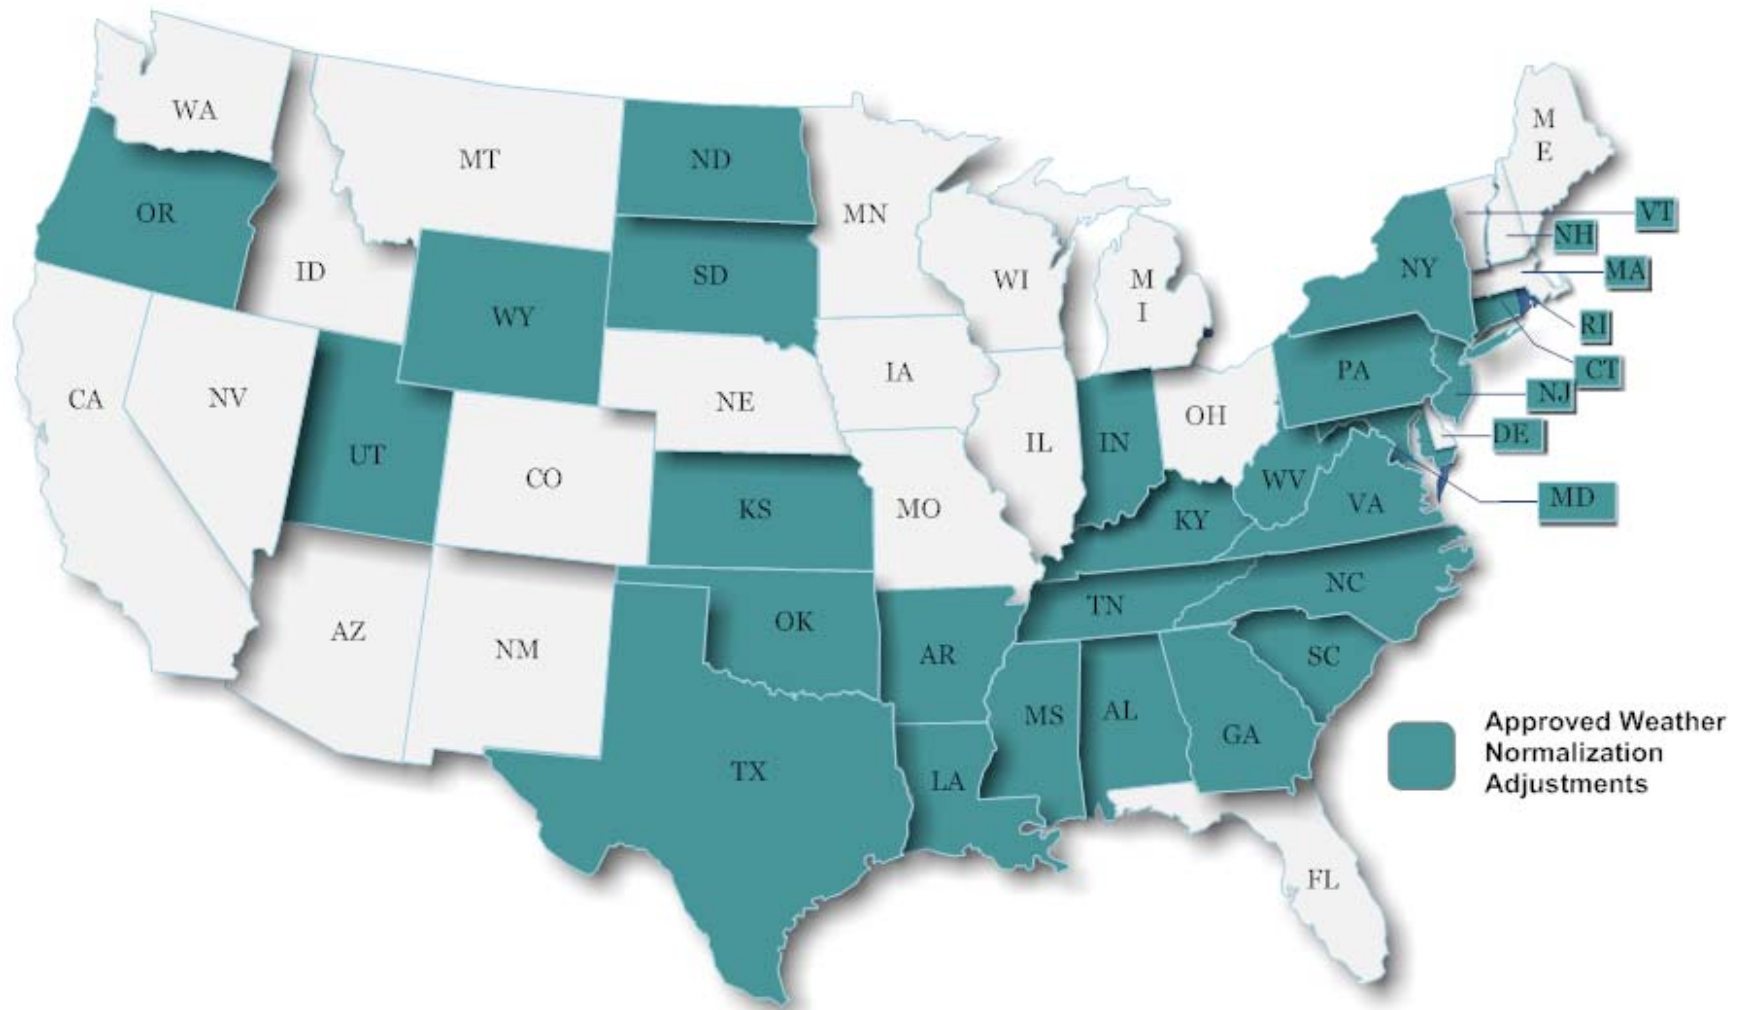 WA
MT
ND
M
E
OR
MN
VT
NH
ID
SD
WI
M
I
NY
MA
WY
RI
IA
PA
CT
CA
NV
NE
OH
NJ
UT
CO
IL
IN
DE
WV
KS
MO
KY
VA
MD
AZ
NM
OK
TN
NC
AR
SC
MS
AL
GA
TX
LA
FL
Approved Weather
Normalization
Adjustments